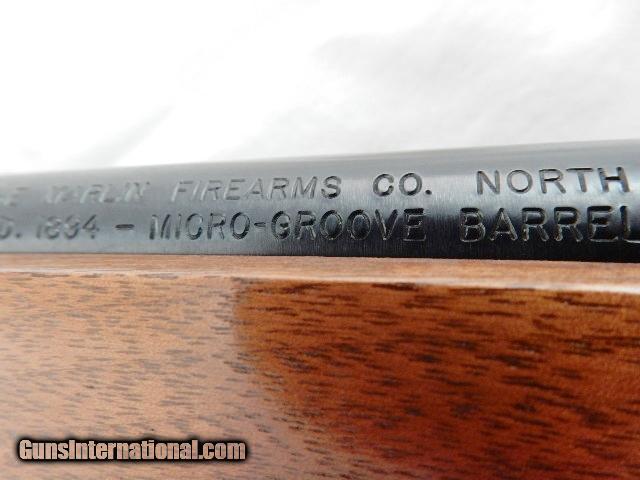 MARLIN FIREARMS CO. NORTH
D. 1894 - MICRO-GROOVE BARREL
GunsInternational.com